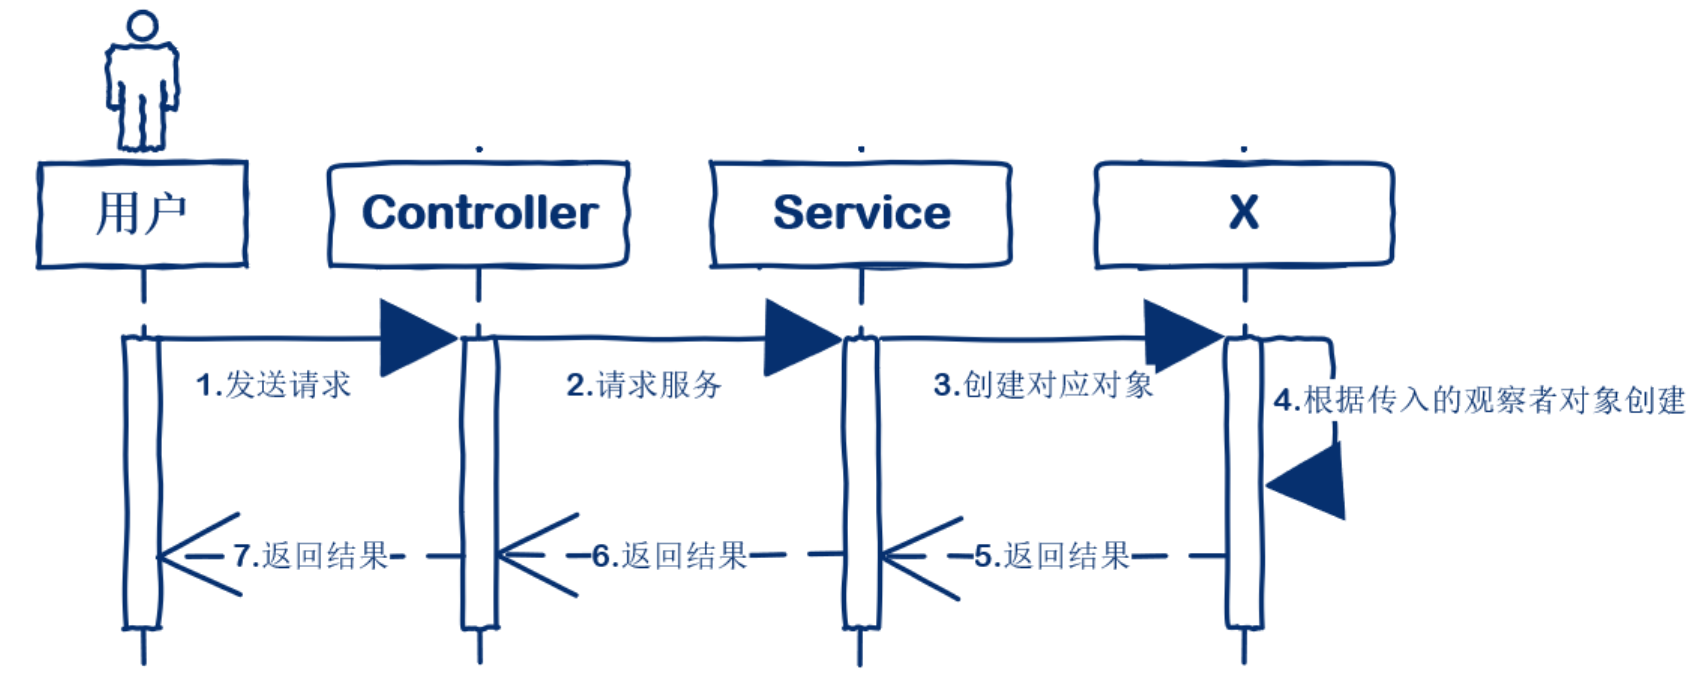 用户
Controller
Service
X
1.发送请求
2.请求服务
3.创建对应对象
4.根据传入的观察者对象创建
7.返回结果
6.返回结果
5.返回结果